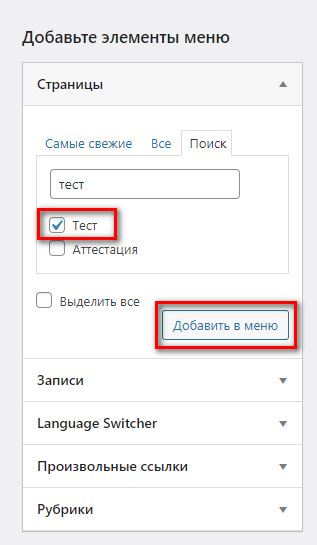 Добавьте элементы меню
Страницы
Самые свежие Все Поиск
тест
Тест
Аттестация
Выделить все
Добавить в меню
Записи
Language Switcher
Произвольные ссылки
Рубрики